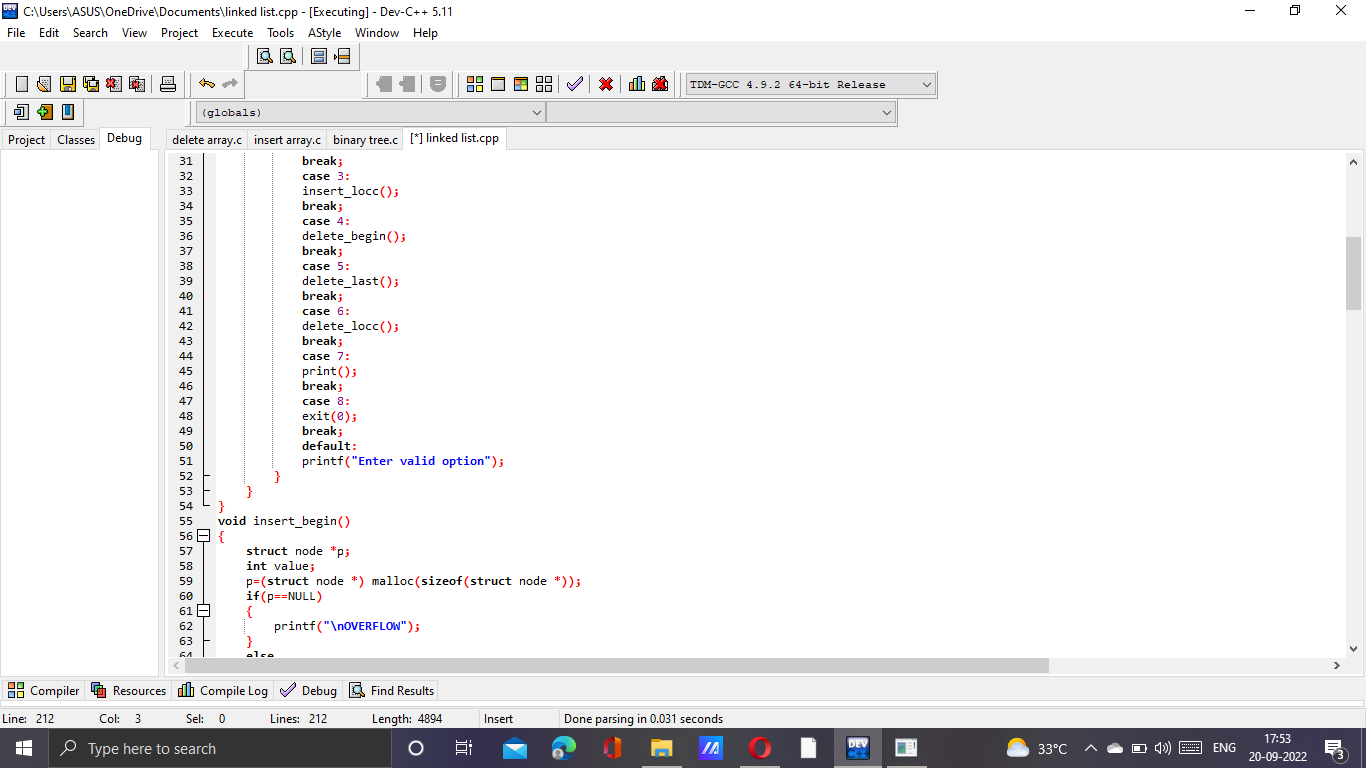 C:\Users\ASUS\OneDrive\Documents\linked list.cpp - [Executing] - Dev-C++ 5.11
File Edit Search View Project Execute Tools AStyle Window Help
TDM-GCC 4.9.2 64-bit Release
(globals)
Project Classes Debug delete array.c insert array.c binary tree.c [*] linked list.cpp
31 break;
32 case 3:
33 insert_locc();
34 break;
35 case 4:
36 delete_begin();
37 break;
38 case 5:
39 delete_last();
40 break;
41 case 6:
42 delete_locc();
43 break;
44 case 7:
45 print();
46 break;
47 case 8:
48 exit(0);
49 break;
50 default:
51 printf("Enter valid option");
52 }
53 }
54 }
55 void insert_begin()
56 {
57 struct node *p;
58 int value;
59 p=(struct node *) malloc(sizeof(struct node *));
60 if(p==NULL)
61 {
62 printf("\nOVERFLOW");
63 }
64 else
Compiler Resources Compile Log Debug Find Results
Line: 212 Col: 3 Sel: 0 Lines: 212 Length: 4894 Insert Done parsing in 0.031 seconds
Type here to search
DEV
33°C ENG
17:53
20-09-2022
3